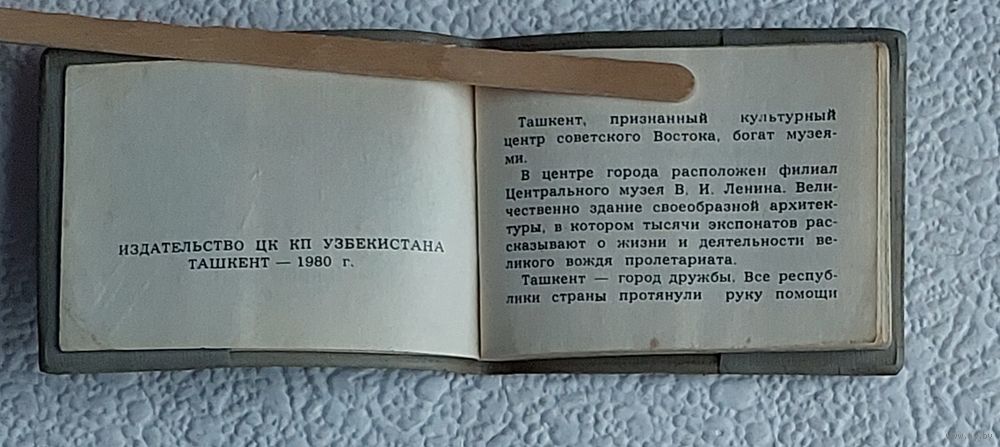 ИЗДАТЕЛЬСТВО ЦК КП УЗБЕКИСТАНА
ТАШКЕНТ — 1980 г.
Ташкент, признанный культурный
центр советского Востока, богат музея-
ми.
В центре города расположен филиал
Центрального музея В. И. Ленина. Вели-
чественно здание своеобразной архитек-
туры, в котором тысячи экспонатов рас-
сказывают о жизни и деятельности ве-
ликого вождя пролетариата.
Ташкент — город дружбы. Все респуб-
лики страны протянули руку помощи